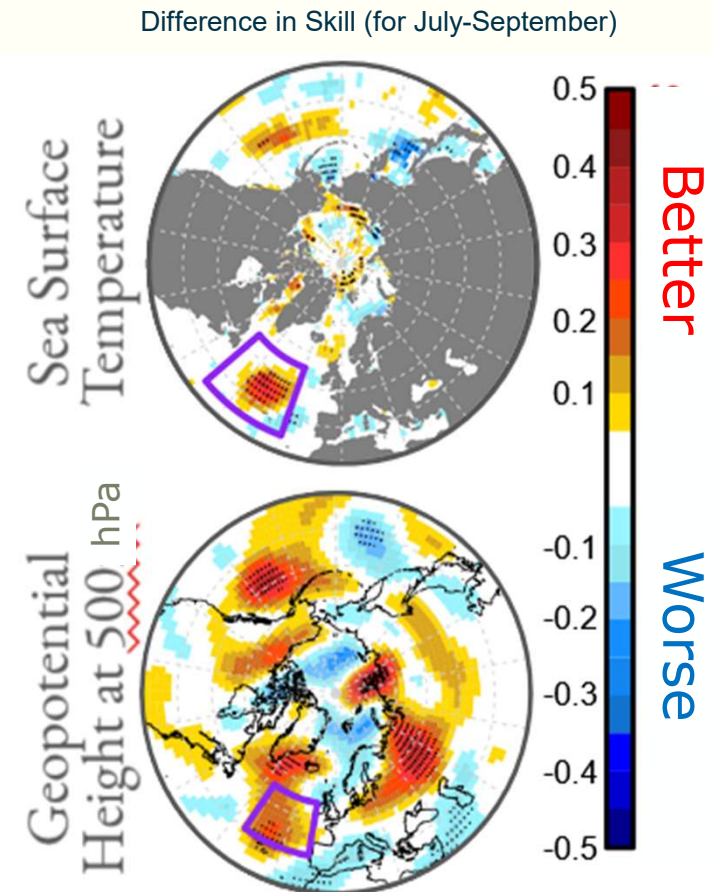 Difference in Skill (for July-September)
Sea Surface
Temperature
Geopotential
Height at 500 hPa
0.5
0.4
0.3
0.2
0.1
-0.1
-0.2
-0.3
-0.4
-0.5
Better
Worse